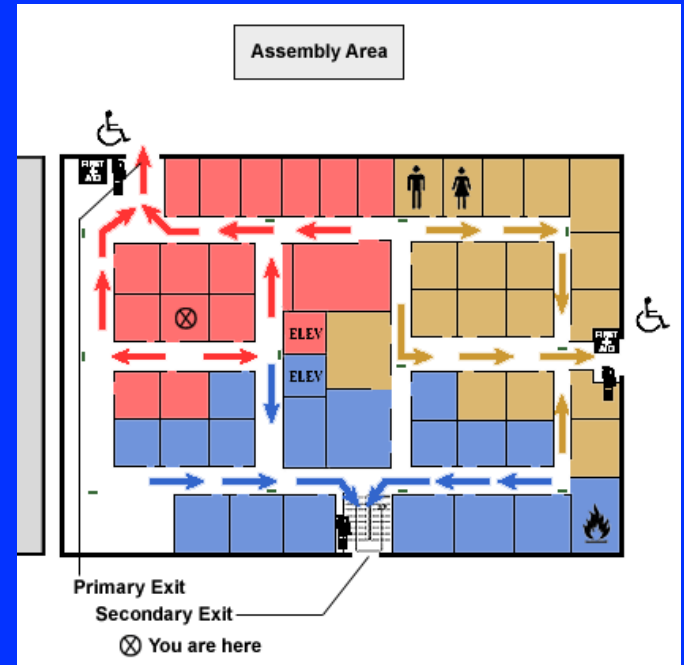 Assembly Area
FIRST
AID
ELEV
FIRST
AID
ELEV
Primary Exit
Secondary Exit
You are here